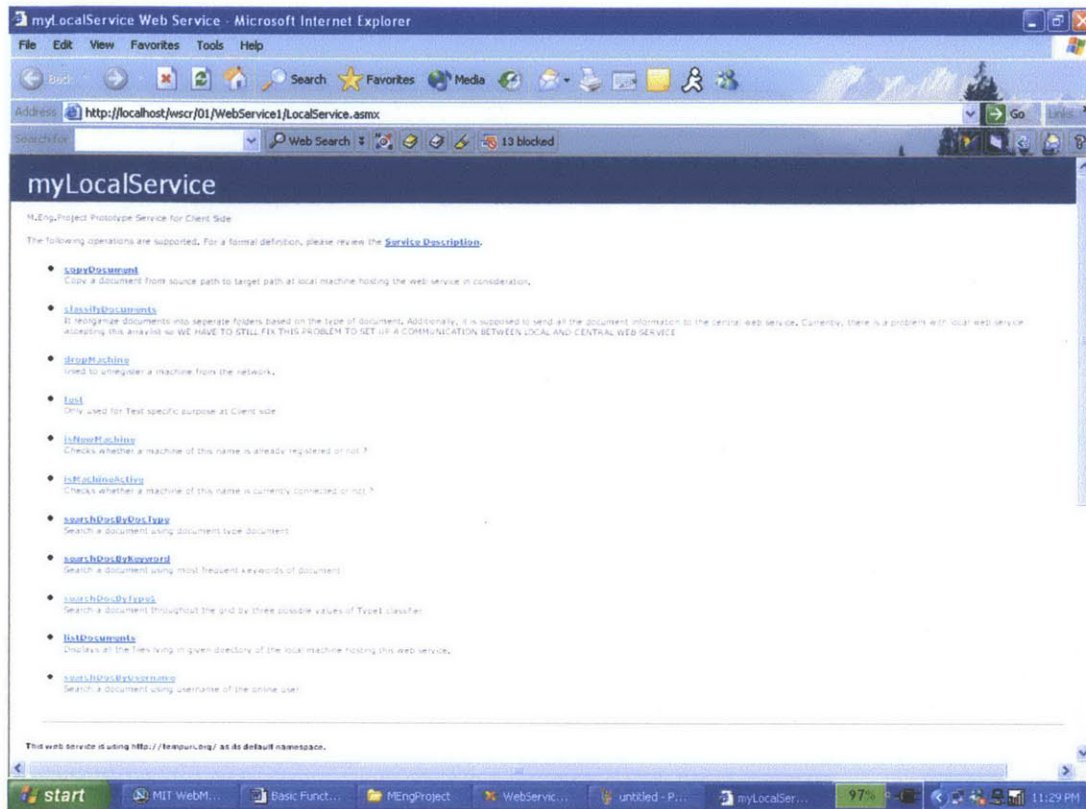 myLocalService Web Service - Microsoft Internet Explorer
File Edit View Favorites Tools Help
Back Search Favorites Media
Address http://localhost/wscr/01/WebService1/LocalService.asmx Go Links
Search for Web Search 13 blocked
myLocalService
M.Eng.Project Prototype Service for Client Side
The following operations are supported. For a formal definition, please review the Service Description.
copyDocument
Copy a document from source path to target path at local machine hosting the web service in consideration.
classifyDocuments
It reorganize documents into seperate folders based on the type of document. Additionally, it is supposed to send all the document information to the central web service. Currently, there is a problem with local web service
accepting this arraylist so WE HAVE TO STILL FIX THIS PROBLEM TO SET UP A COMMUNICATION BETWEEN LOCAL AND CENTRAL WEB SERVICE
dropMachine
Used to unregister a machine from the network.
test
Only used for Test specific purpose at Client side
isNewMachine
Checks whether a machine of this name is already registered or not ?
isMachineActive
Checks whether a machine of this name is currently connected or not ?
searchDocByDocType
Search a document using document type document
searchDocByKeyword
Search a document using most frequent keywords of document
searchDocByType1
Search a document throughout the grid by three possible values of Type1 classifier
listDocuments
Displays all the files lying in given directory of the local machine hosting this web service.
searchDocByUsername
Search a document using username of the online user
This web service is using http://tempuri.org/ as its default namespace.
start MIT WebM... Basic Funct... MEngProject WebServic... untitled - P... myLocalSer... 97% 11:29 PM